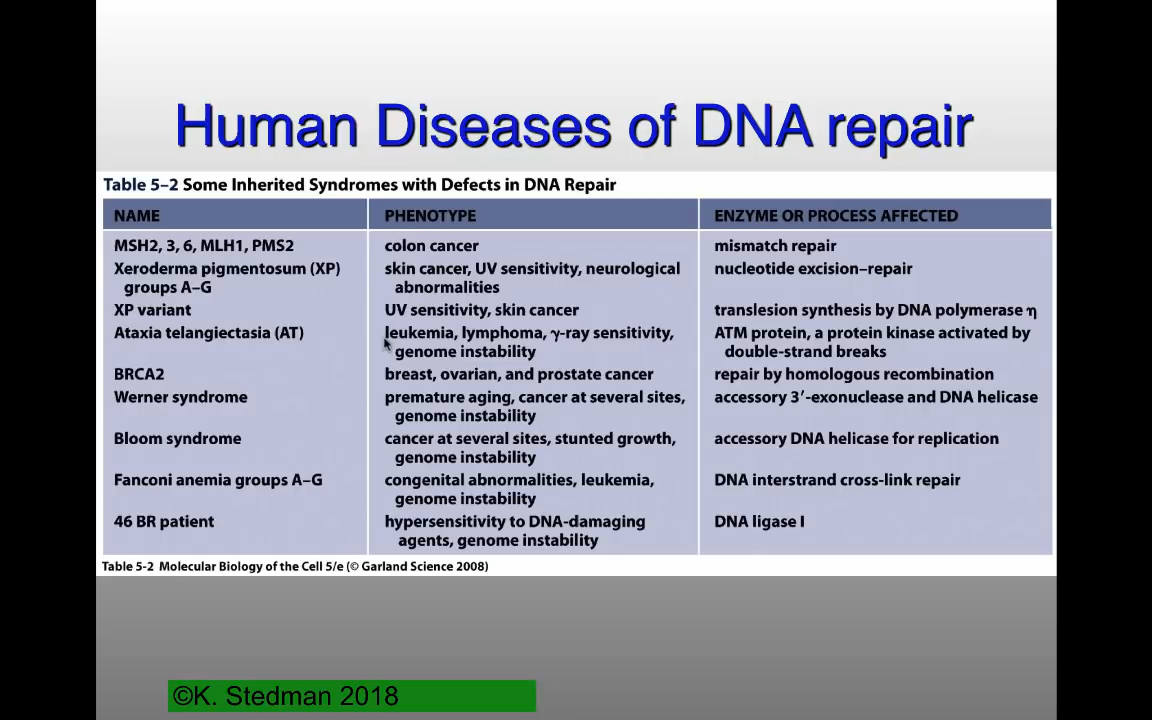 Human Diseases of DNA repair
Table 5–2 Some Inherited Syndromes with Defects in DNA Repair
NAME PHENOTYPE ENZYME OR PROCESS AFFECTED
MSH2, 3, 6, MLH1, PMS2 colon cancer mismatch repair
Xeroderma pigmentosum (XP) skin cancer, UV sensitivity, neurological nucleotide excision–repair
groups A–G abnormalities
XP variant UV sensitivity, skin cancer translesion synthesis by DNA polymerase η
Ataxia telangiectasia (AT) leukemia, lymphoma, γ-ray sensitivity, ATM protein, a protein kinase activated by
genome instability double-strand breaks
BRCA2 breast, ovarian, and prostate cancer repair by homologous recombination
Werner syndrome premature aging, cancer at several sites, accessory 3′-exonuclease and DNA helicase
genome instability
Bloom syndrome cancer at several sites, stunted growth, accessory DNA helicase for replication
genome instability
Fanconi anemia groups A–G congenital abnormalities, leukemia, DNA interstrand cross-link repair
genome instability
46 BR patient hypersensitivity to DNA-damaging DNA ligase I
agents, genome instability
Table 5-2 Molecular Biology of the Cell 5/e (© Garland Science 2008)
©K. Stedman 2018